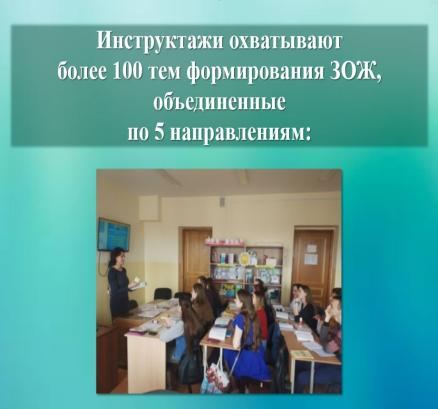 Инструктажи охватывают
более 100 тем формирования ЗОЖ,
объединенные
по 5 направлениям: